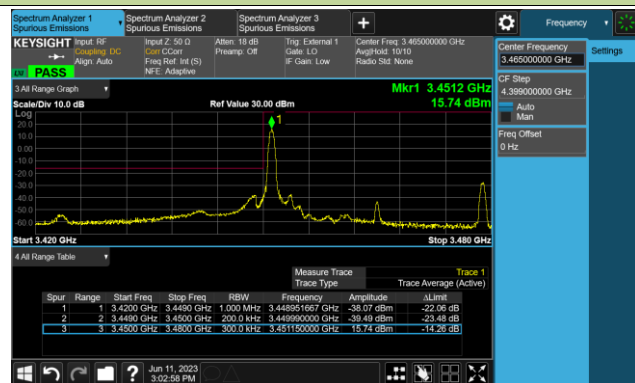 Spectrum Analyzer 1
Spurious Emissions
Spectrum Analyzer 2
Spurious Emissions
Spectrum Analyzer 3
Spurious Emissions
+
Frequency
KEYSIGHT
Input: RF
Coupling: DC
Align: Auto
Input Z: 50 Ω
Corr CCorr
Freq Ref: Int (S)
NFE: Adaptive
Atten: 18 dB
Preamp: Off
Trig: External 1
Gate: LO
IF Gain: Low
Center Freq: 3.465000000 GHz
Avg|Hold: 10/10
Radio Std: None
PASS
Center Frequency
3.465000000 GHz
Settings
CF Step
4.399000000 GHz
Auto
Man
Freq Offset
0 Hz
3 All Range Graph
Scale/Div 10.0 dB
Ref Value 30.00 dBm
Mkr1 3.4512 GHz
15.74 dBm
Log
20.0
10.0
0.00
-10.0
-20.0
-30.0
-40.0
-50.0
-60.0
1
Start 3.420 GHz
Stop 3.480 GHz
4 All Range Table
Measure Trace Trace 1
Trace Type Trace Average (Active)
Spur Range Start Freq Stop Freq RBW Frequency Amplitude ΔLimit
1 1 3.4200 GHz 3.4490 GHz 1.000 MHz 3.448951667 GHz -38.07 dBm -22.06 dB
2 2 3.4490 GHz 3.4500 GHz 200.0 kHz 3.449990000 GHz -39.49 dBm -23.48 dB
3 3 3.4500 GHz 3.4800 GHz 300.0 kHz 3.451150000 GHz 15.74 dBm -14.26 dB
?
Jun 11, 2023
3:02:58 PM